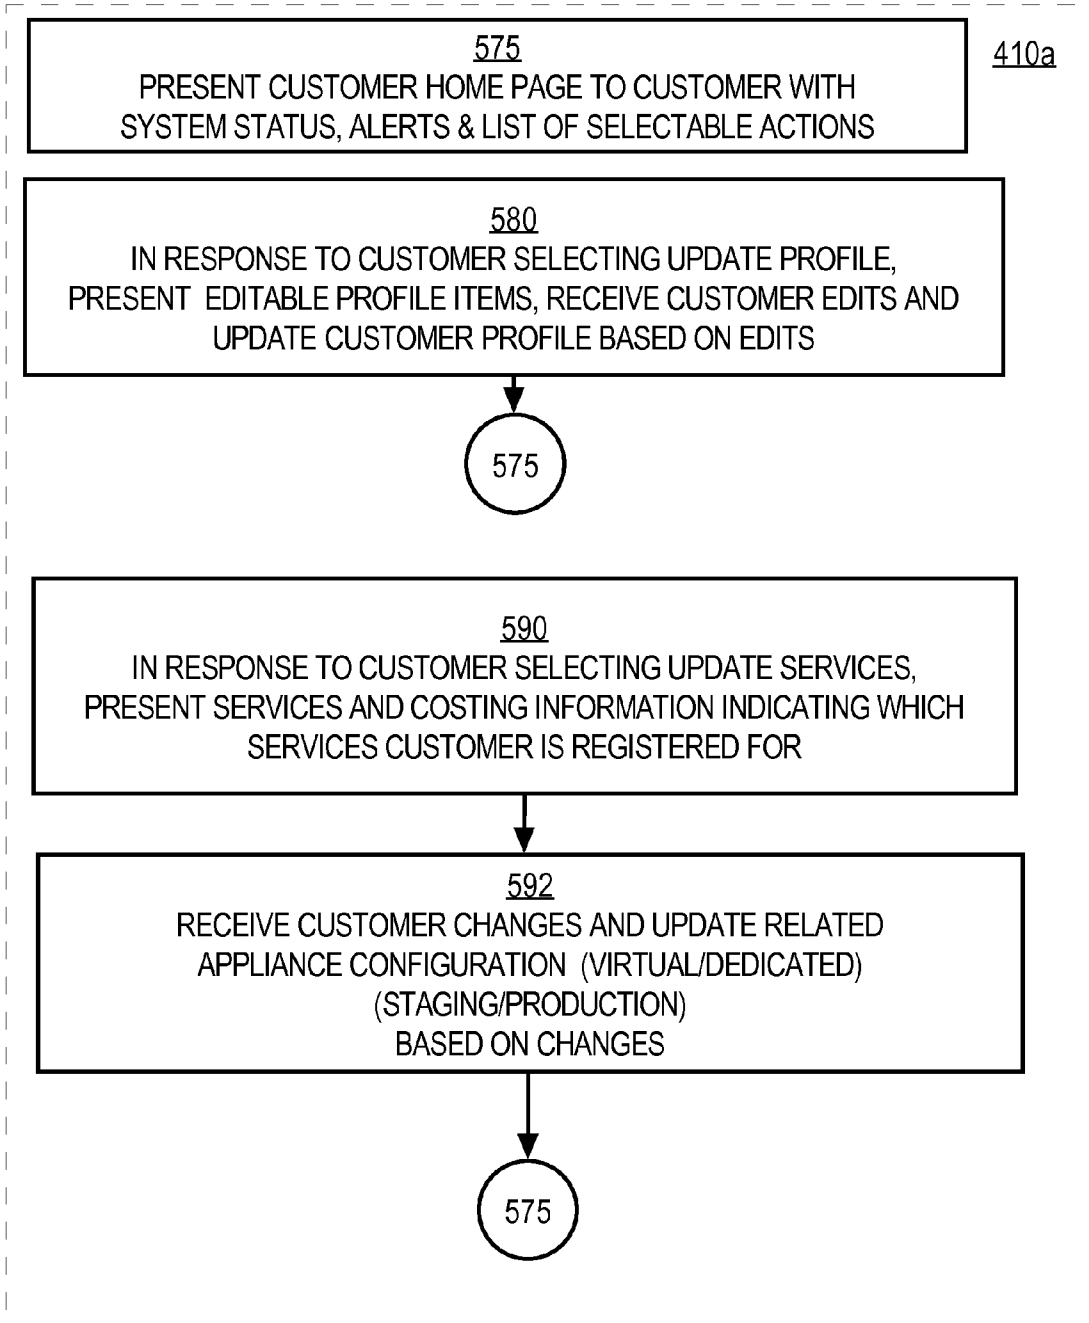 575
410a
PRESENT CUSTOMER HOME PAGE TO CUSTOMER WITH
SYSTEM STATUS, ALERTS & LIST OF SELECTABLE ACTIONS
580
IN RESPONSE TO CUSTOMER SELECTING UPDATE PROFILE,
PRESENT EDITABLE PROFILE ITEMS, RECEIVE CUSTOMER EDITS AND
UPDATE CUSTOMER PROFILE BASED ON EDITS
575
590
IN RESPONSE TO CUSTOMER SELECTING UPDATE SERVICES,
PRESENT SERVICES AND COSTING INFORMATION INDICATING WHICH
SERVICES CUSTOMER IS REGISTERED FOR
592
RECEIVE CUSTOMER CHANGES AND UPDATE RELATED
APPLIANCE CONFIGURATION (VIRTUAL/DEDICATED)
(STAGING/PRODUCTION)
BASED ON CHANGES
575